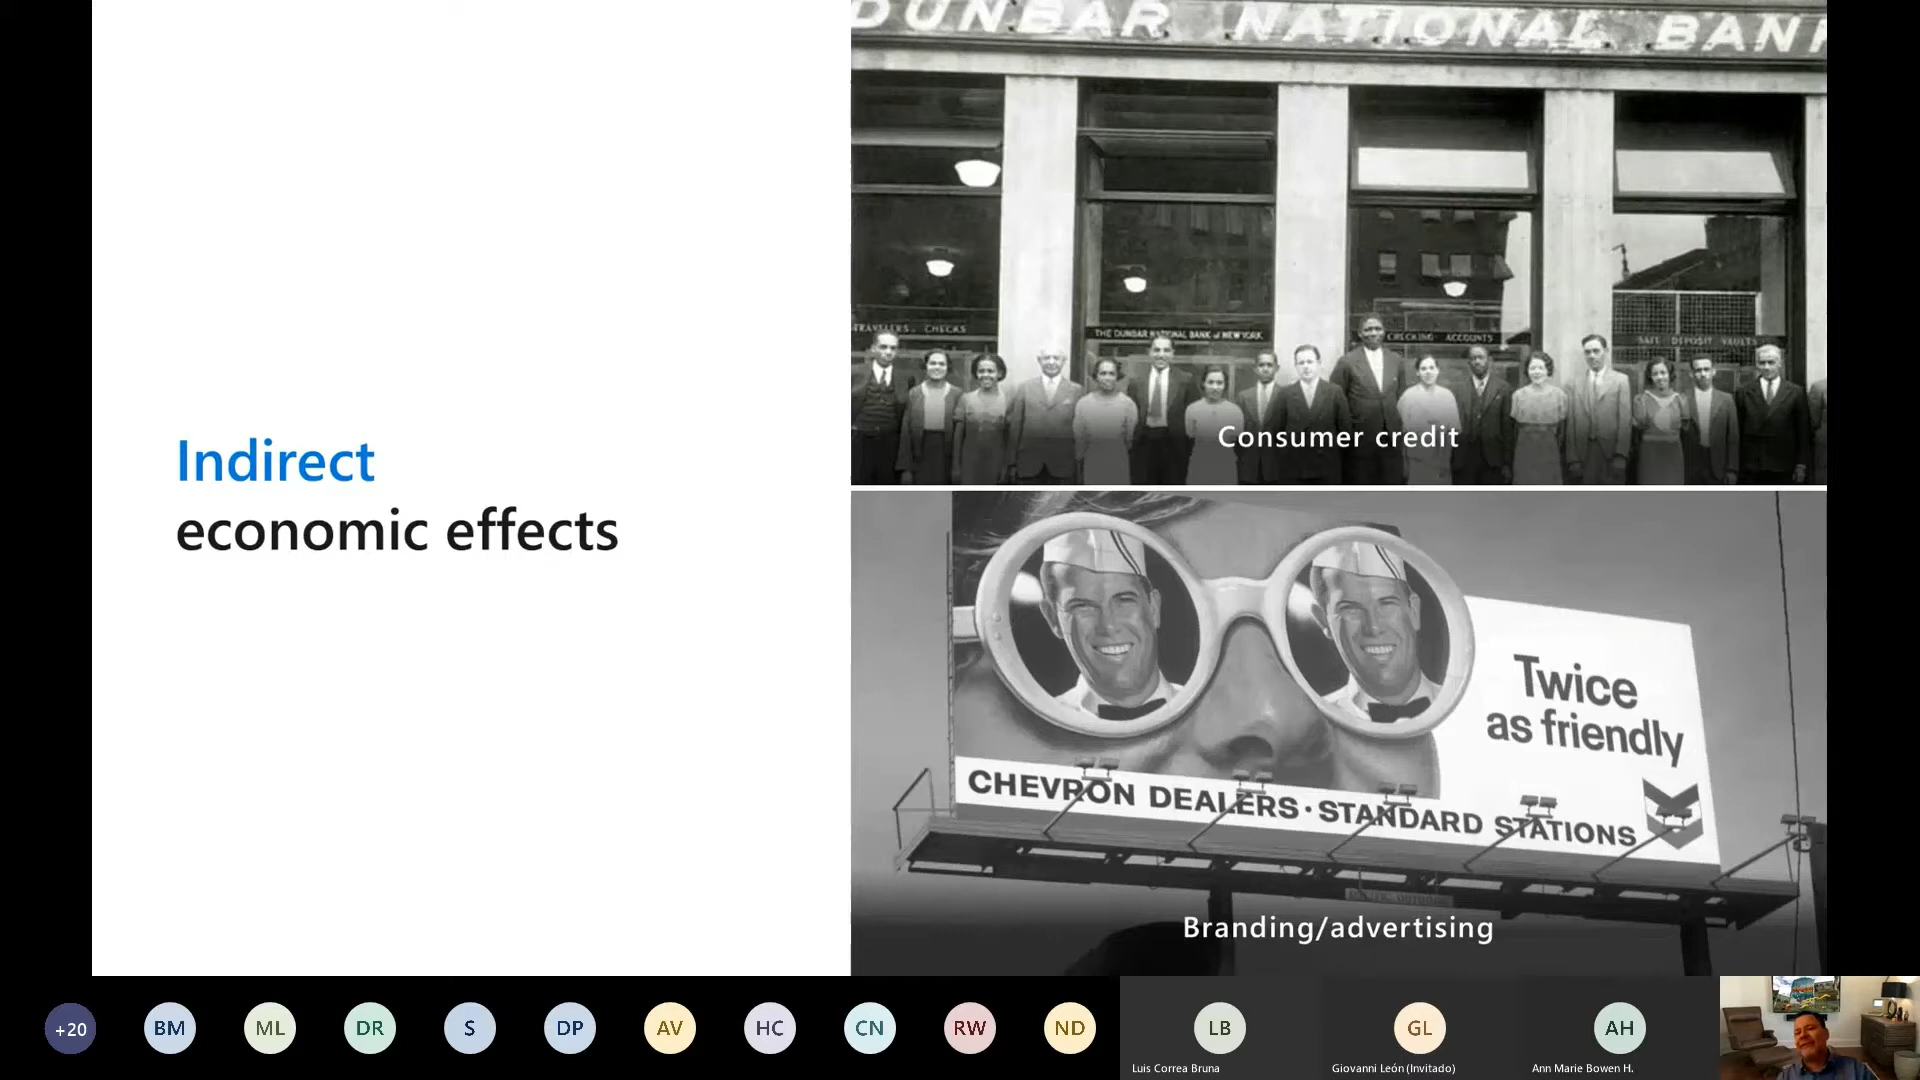 Indirect
economic effects
DUNBAR NATIONAL BANK
TRAVELERS CHECKS
THE DUNBAR NATIONAL BANK of NEW YORK
CHECKING ACCOUNTS
SAFE DEPOSIT VAULTS
Consumer credit
Twice
as friendly
CHEVRON DEALERS · STANDARD STATIONS
Branding/advertising
+20
BM
ML
DR
S
DP
AV
HC
CN
RW
ND
LB
Luis Correa Bruna
GL
Giovanni León (Invitado)
AH
Ann Marie Bowen H.